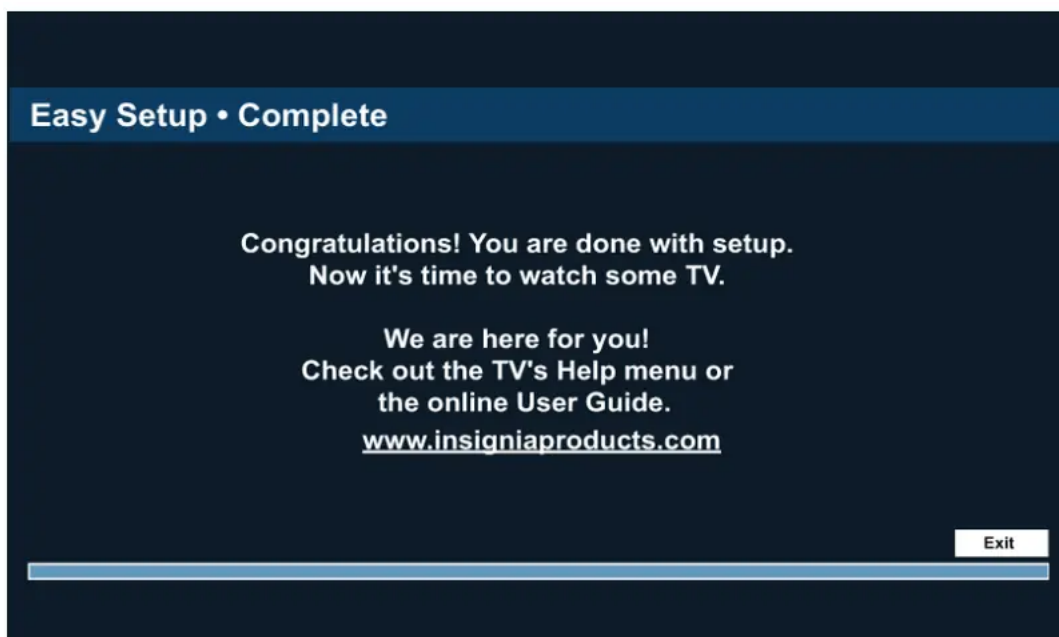 Easy Setup • Complete
Congratulations! You are done with setup.
Now it's time to watch some TV.
We are here for you!
Check out the TV's Help menu or
the online User Guide.
www.insigniaproducts.com
Exit